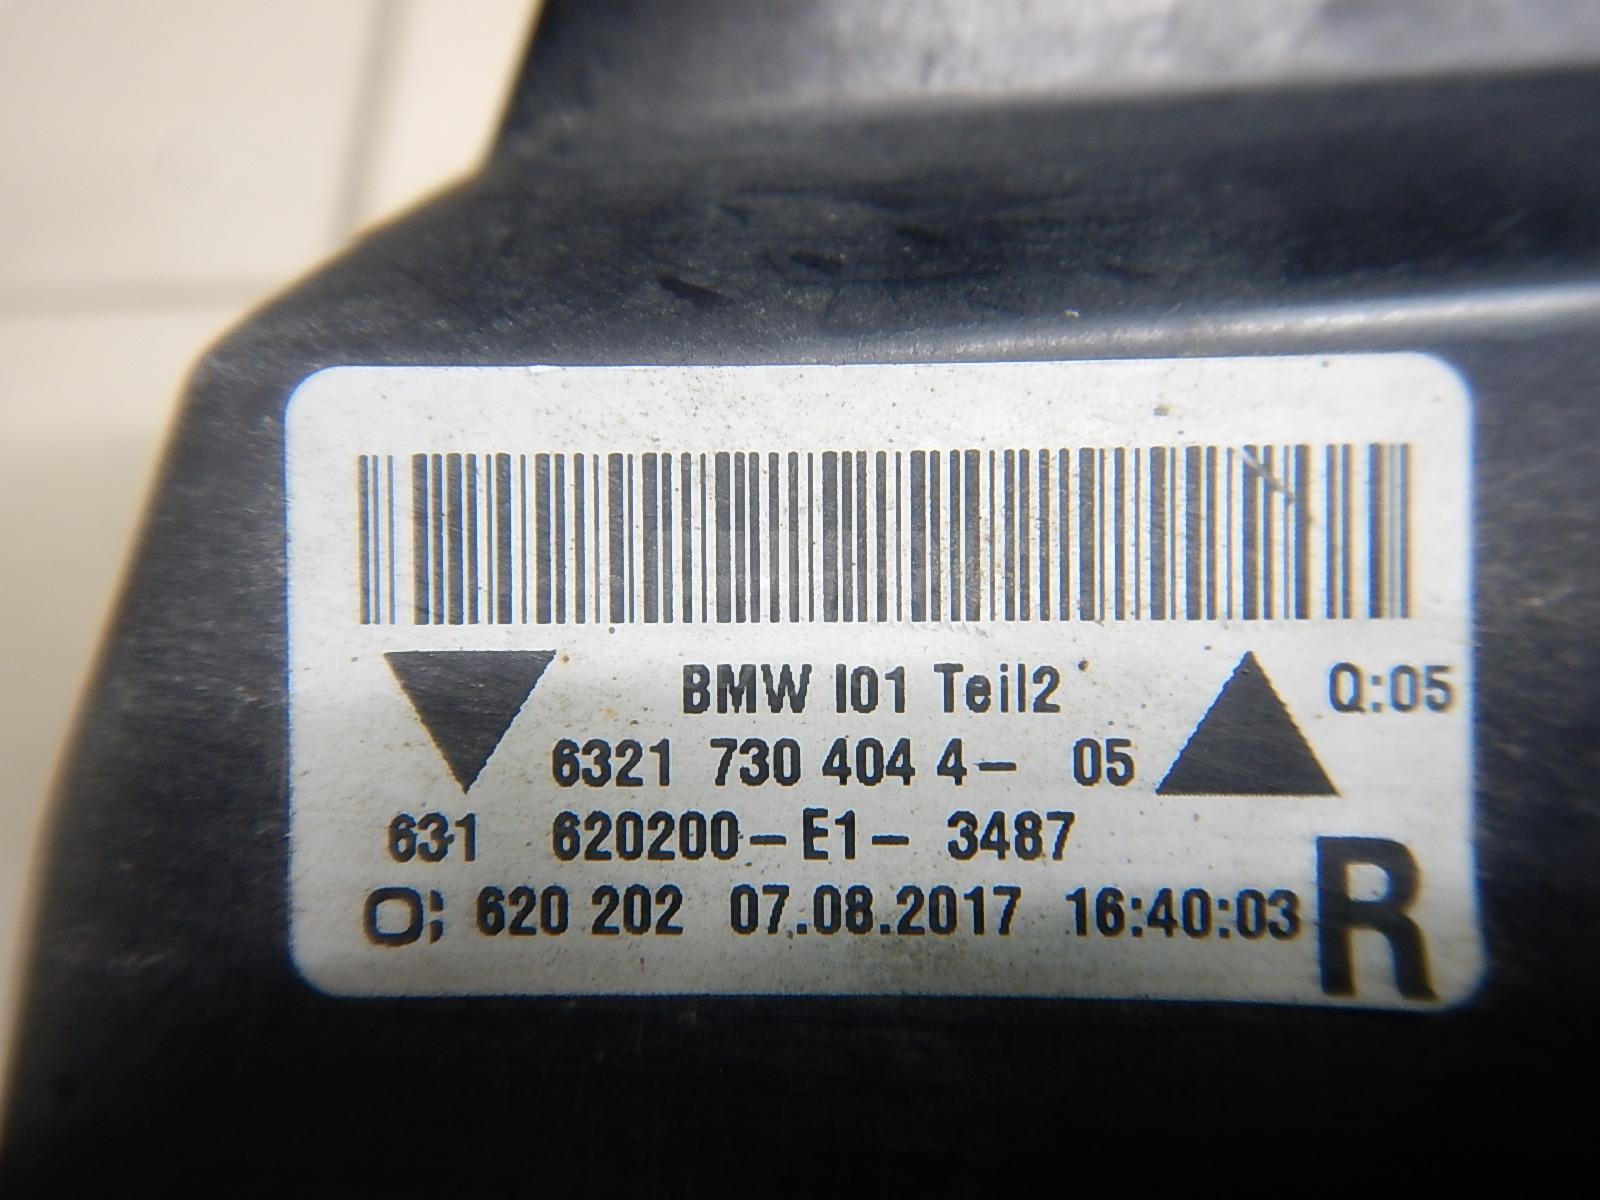 BMW I01 Teil2 Q:05
6321 730 404 4- 05
631 620200-E1- 3487
O; 620 202 07.08.2017 16:40:03 R